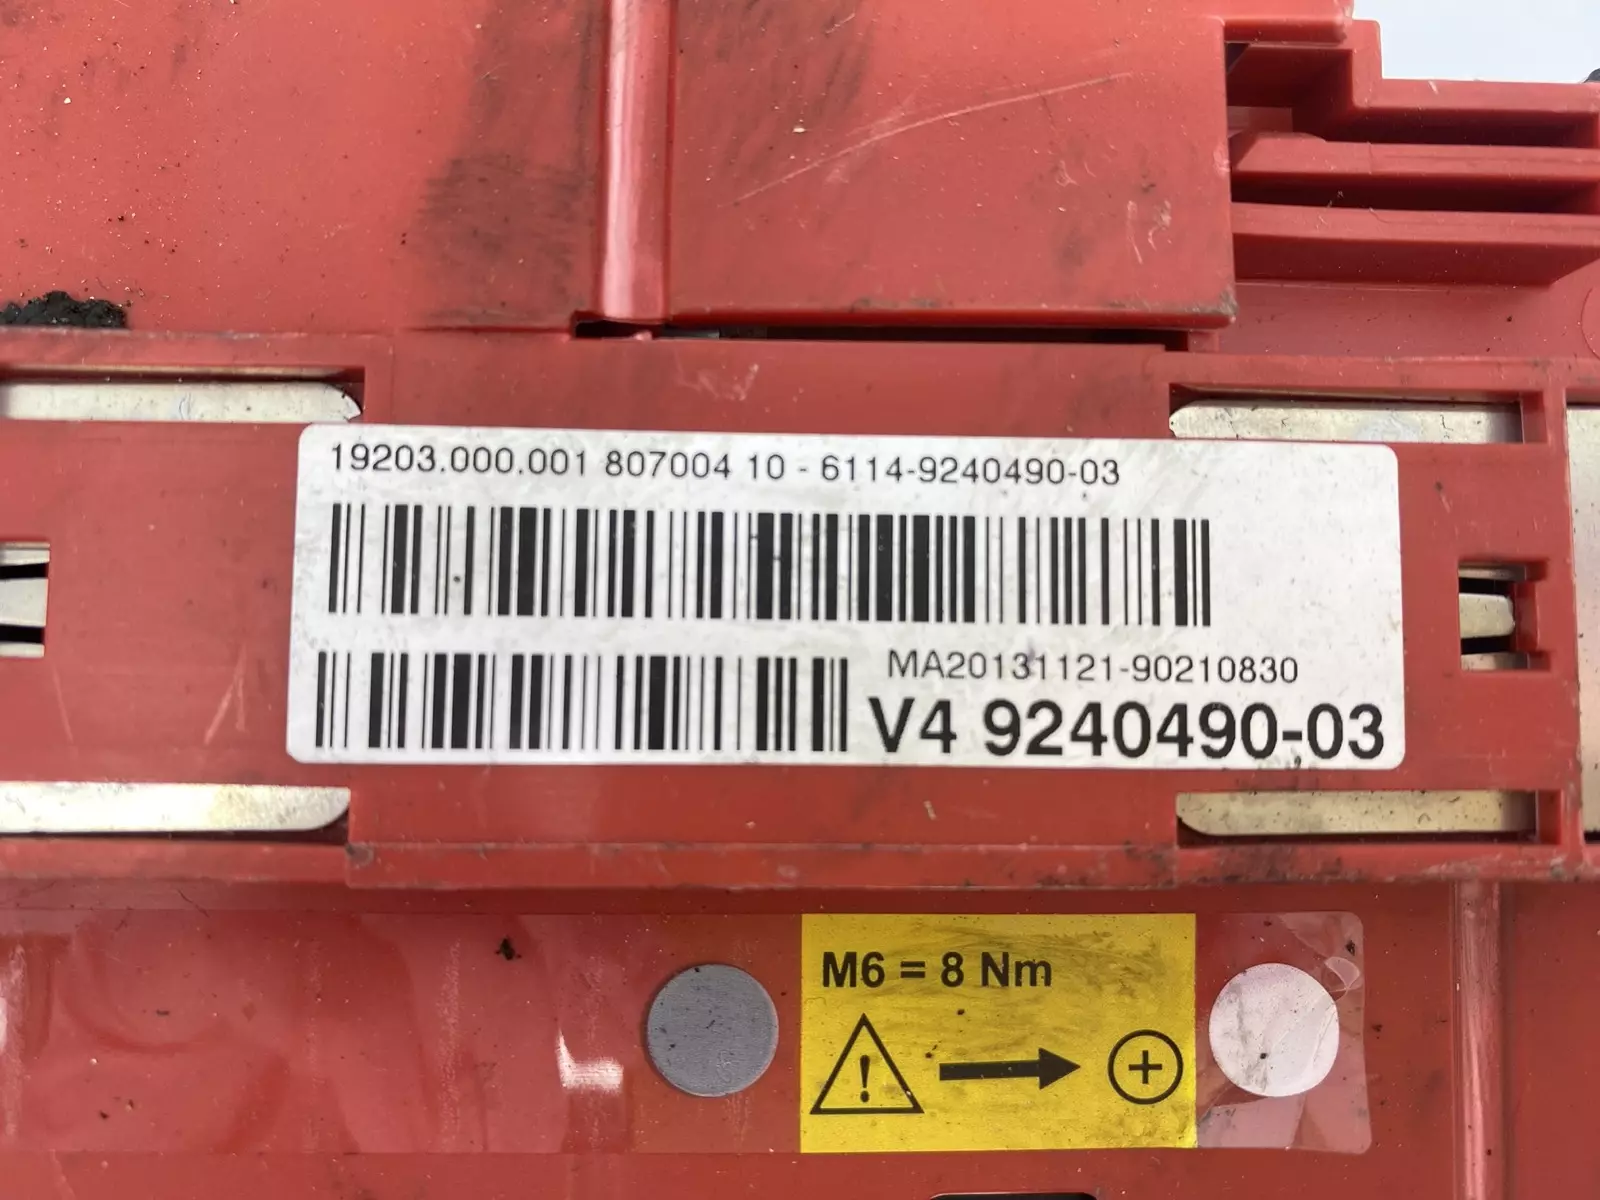 19203.000.001 807004 10 - 6114-9240490-03
MA20131121-90210830
V4 9240490-03
M6 = 8 Nm